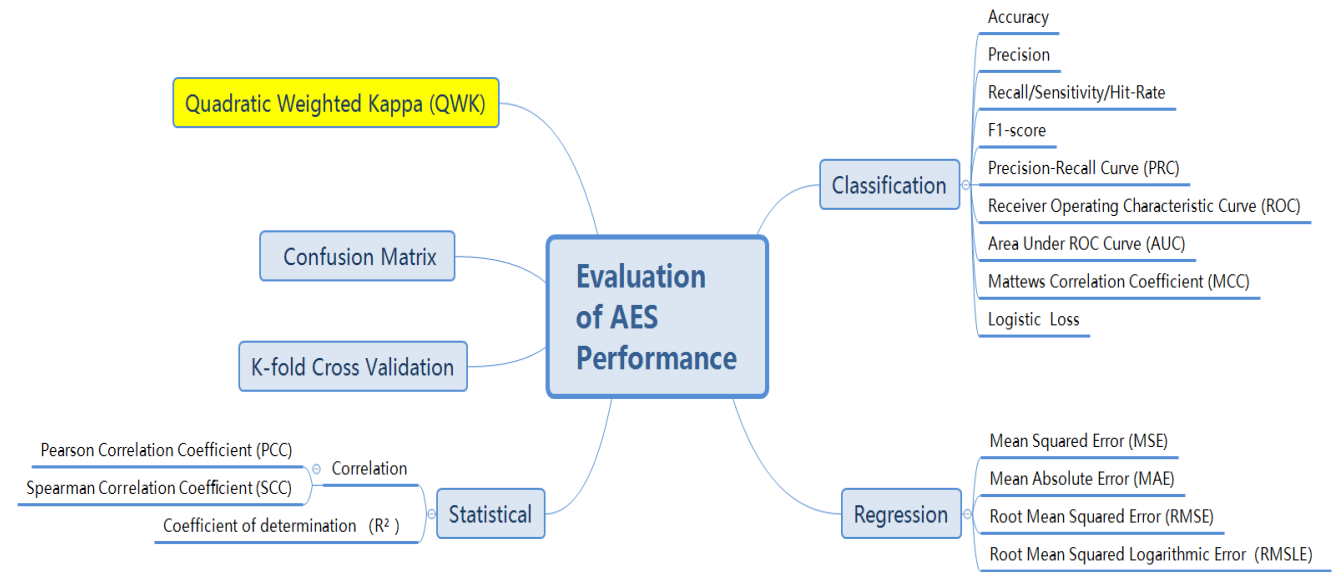 Quadratic Weighted Kappa (QWK)
Confusion Matrix
K-fold Cross Validation
Pearson Correlation Coefficient (PCC)
Spearman Correlation Coefficient (SCC)
Correlation
Coefficient of determination (R²)
Statistical
Evaluation
of AES
Performance
Classification
Accuracy
Precision
Recall/Sensitivity/Hit-Rate
F1-score
Precision-Recall Curve (PRC)
Receiver Operating Characteristic Curve (ROC)
Area Under ROC Curve (AUC)
Mattews Correlation Coefficient (MCC)
Logistic Loss
Regression
Mean Squared Error (MSE)
Mean Absolute Error (MAE)
Root Mean Squared Error (RMSE)
Root Mean Squared Logarithmic Error (RMSLE)